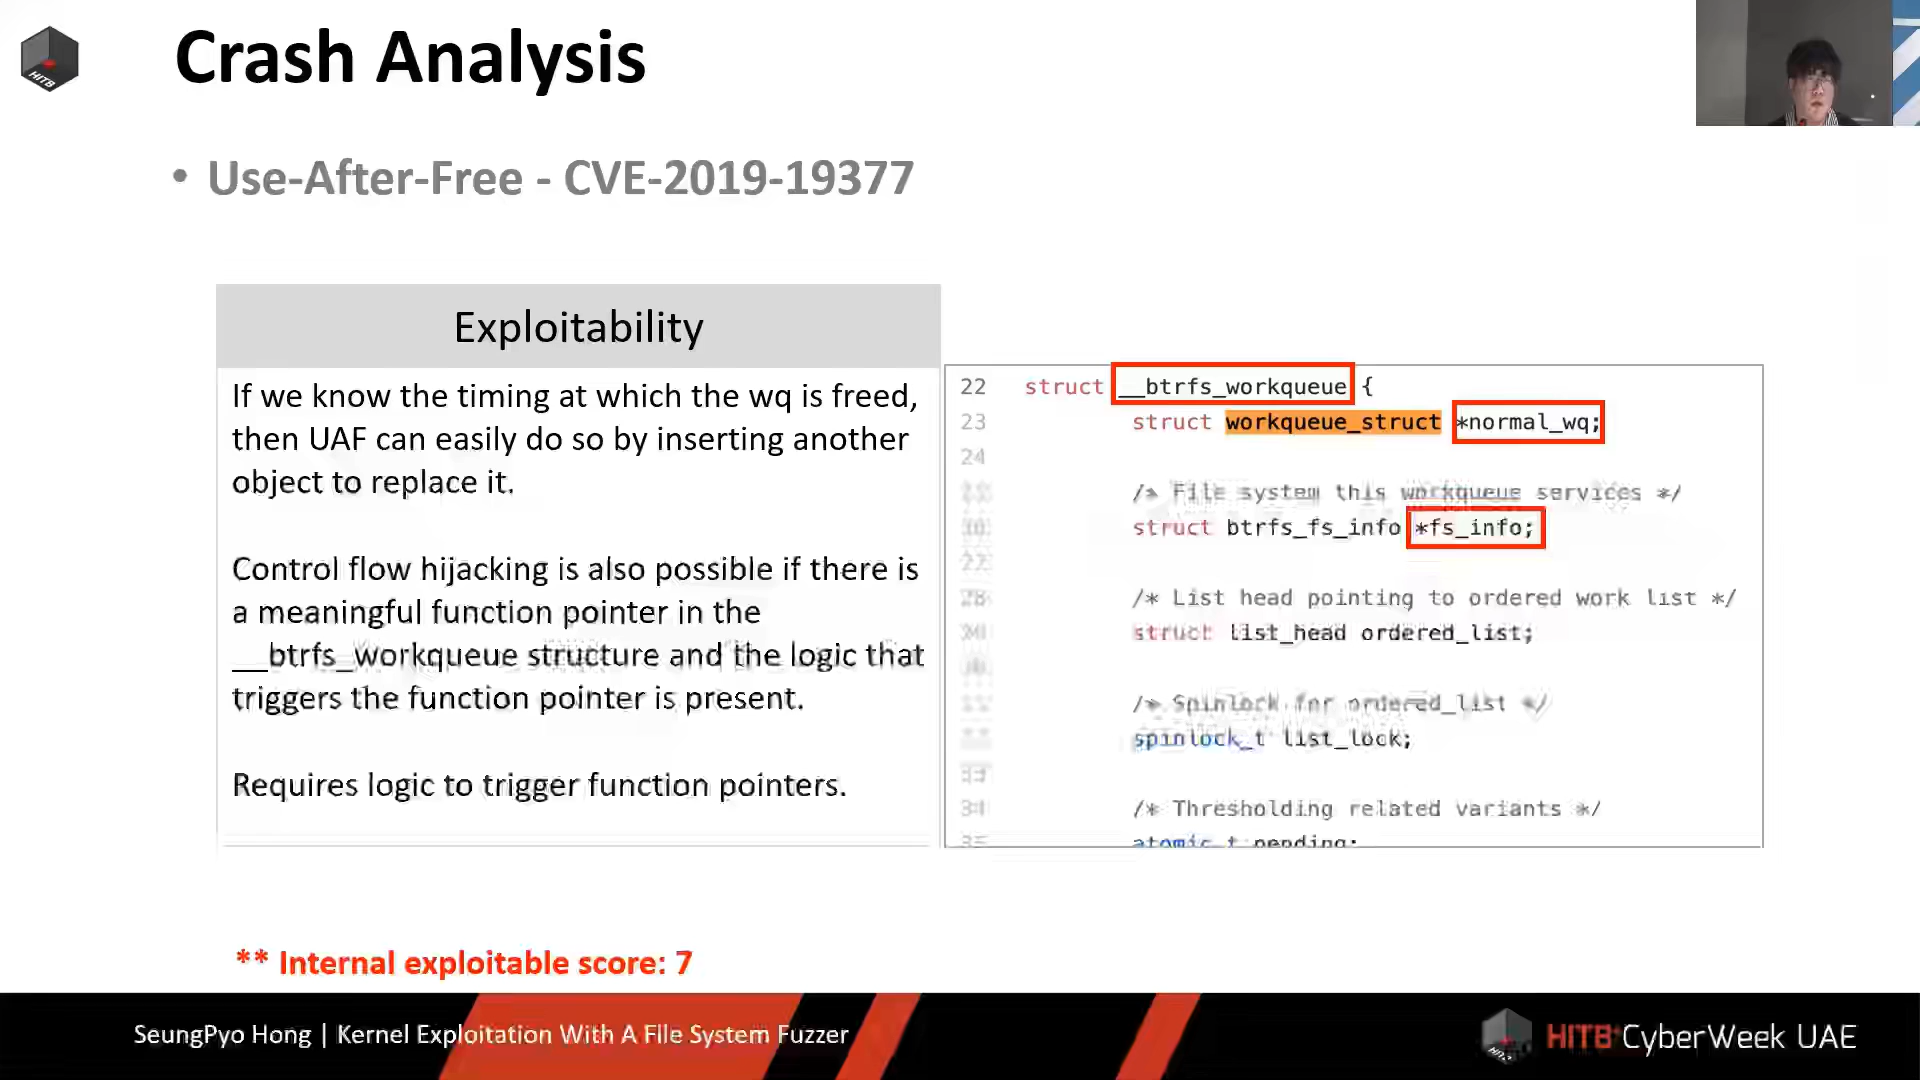 HITB
Crash Analysis
• Use-After-Free - CVE-2019-19377
Exploitability
If we know the timing at which the wq is freed,
then UAF can easily do so by inserting another
object to replace it.
Control flow hijacking is also possible if there is
a meaningful function pointer in the
__btrfs_workqueue structure and the logic that
triggers the function pointer is present.
Requires logic to trigger function pointers.
22 struct __btrfs_workqueue {
23 struct workqueue_struct *normal_wq;
24
/* File system this workqueue services */
struct btrfs_fs_info *fs_info;
/* List head pointing to ordered work list */
struct list_head ordered_list;
/* Spinlock for ordered_list */
spinlock_t list_lock;
34 /* Thresholding related variants */
35 atomic_t pending;
** Internal exploitable score: 7
SeungPyo Hong | Kernel Exploitation With A File System Fuzzer
HITB CyberWeek UAE